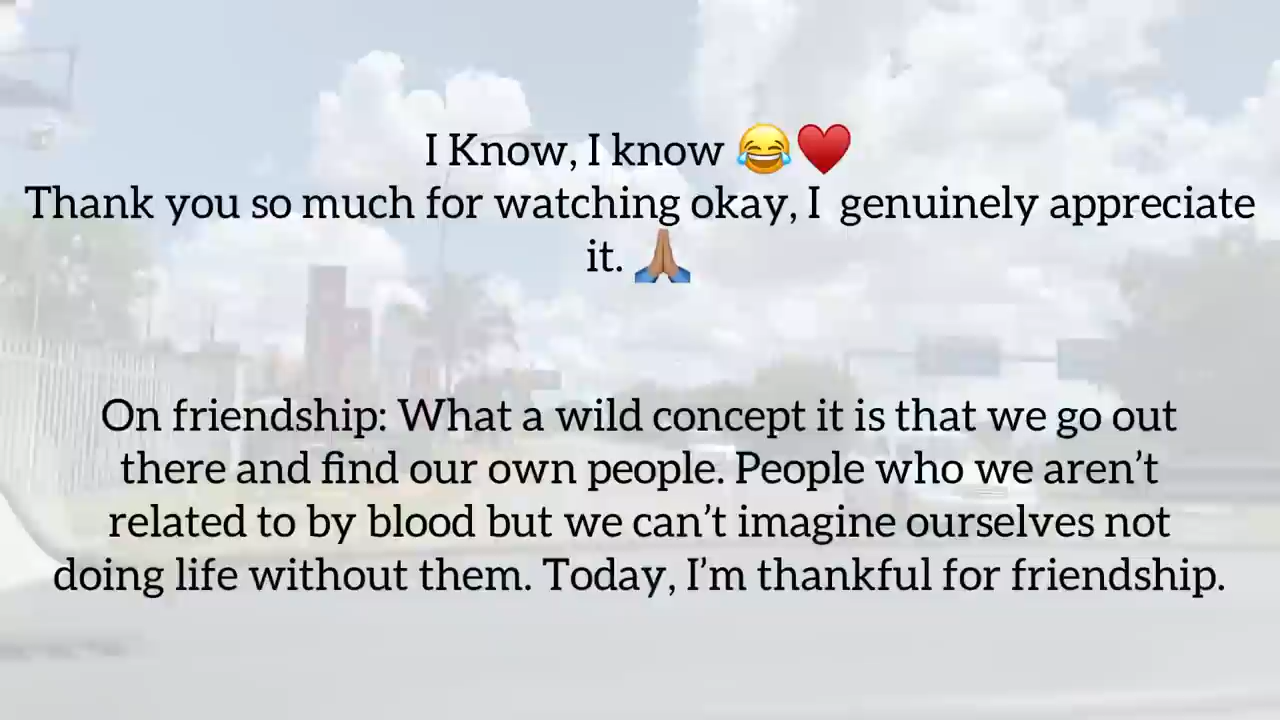 I Know, I know 😂❤️
Thank you so much for watching okay, I  genuinely appreciate
it. 🙏🏽
On friendship: What a wild concept it is that we go out
there and find our own people. People who we aren’t
related to by blood but we can’t imagine ourselves not
doing life without them. Today, I’m thankful for friendship.